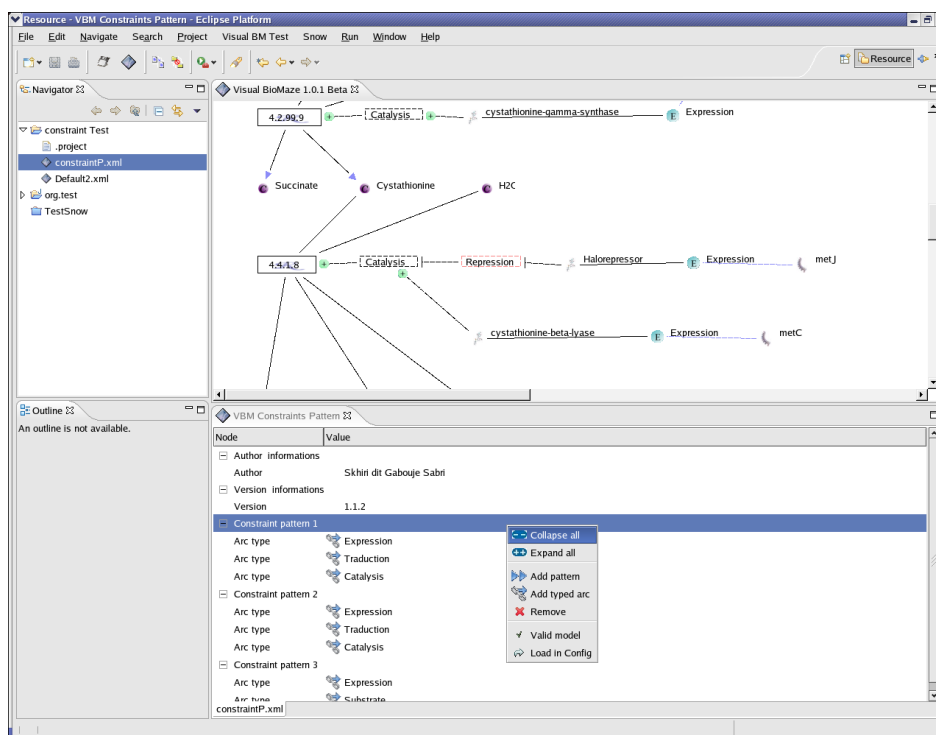 Resource - VBM Constraints Pattern - Eclipse Platform
File Edit Navigate Search Project Visual BM Test Snow Run Window Help
Resource
Navigator
Visual BioMaze 1.0.1 Beta
constraint Test
.project
constraintP.xml
Default2.xml
org.test
TestSnow
4.2.99.9 Catalysis cystathionine-gamma-synthase E Expression
Succinate Cystathionine H2C
4.4.1.8 Catalysis Repression Halorepressor E Expression metJ
cystathionine-beta-lyase E Expression metC
Outline
An outline is not available.
VBM Constraints Pattern
Node Value
Author informations
Author Skhiri dit Gabouje Sabri
Version informations
Version 1.1.2
Constraint pattern 1
Arc type Expression
Arc type Traduction
Arc type Catalysis
Constraint pattern 2
Arc type Expression
Arc type Traduction
Arc type Catalysis
Constraint pattern 3
Arc type Expression
Arc type Substrate
constraintP.xml
Collapse all
Expand all
Add pattern
Add typed arc
Remove
Valid model
Load in Config